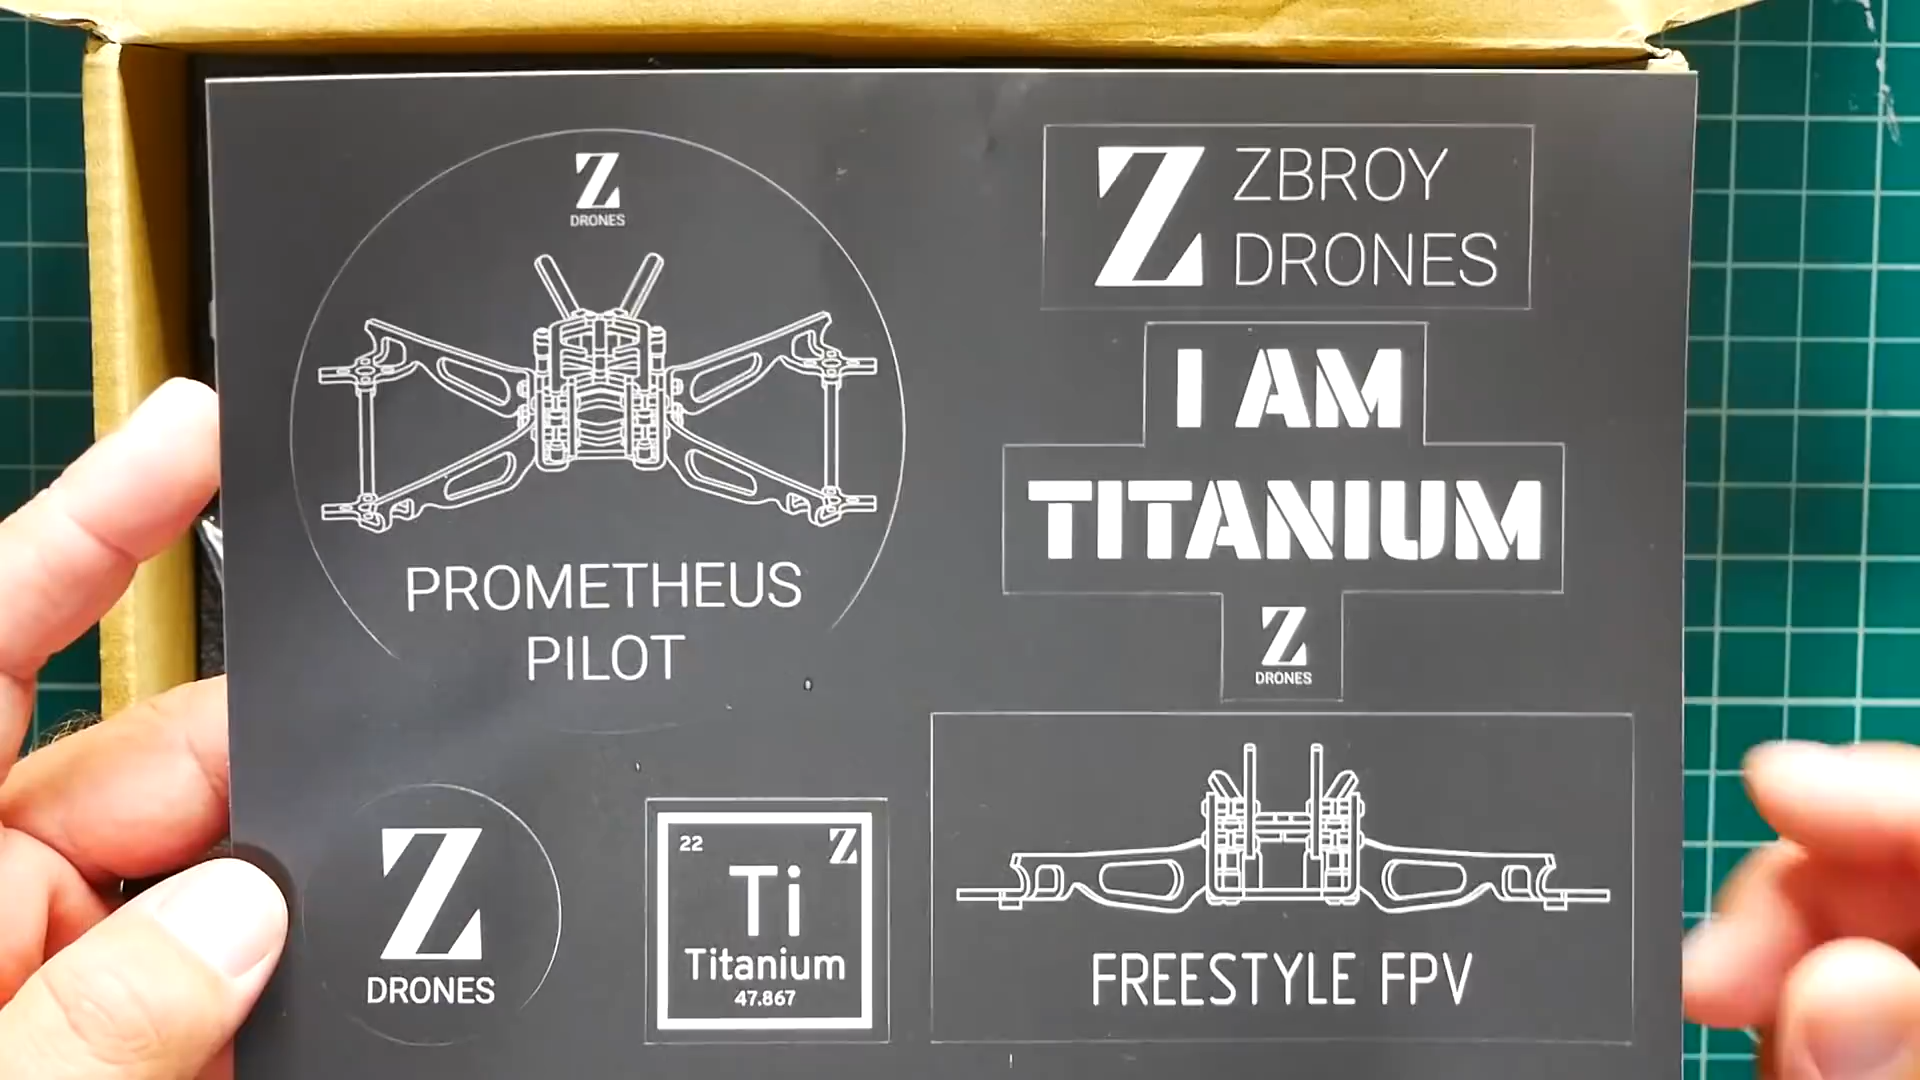 Z
DRONES
PROMETHEUS
PILOT
Z ZBROY
DRONES
I AM
TITANIUM
Z
DRONES
Z
DRONES
22 Z
Ti
Titanium
47.867
FREESTYLE FPV